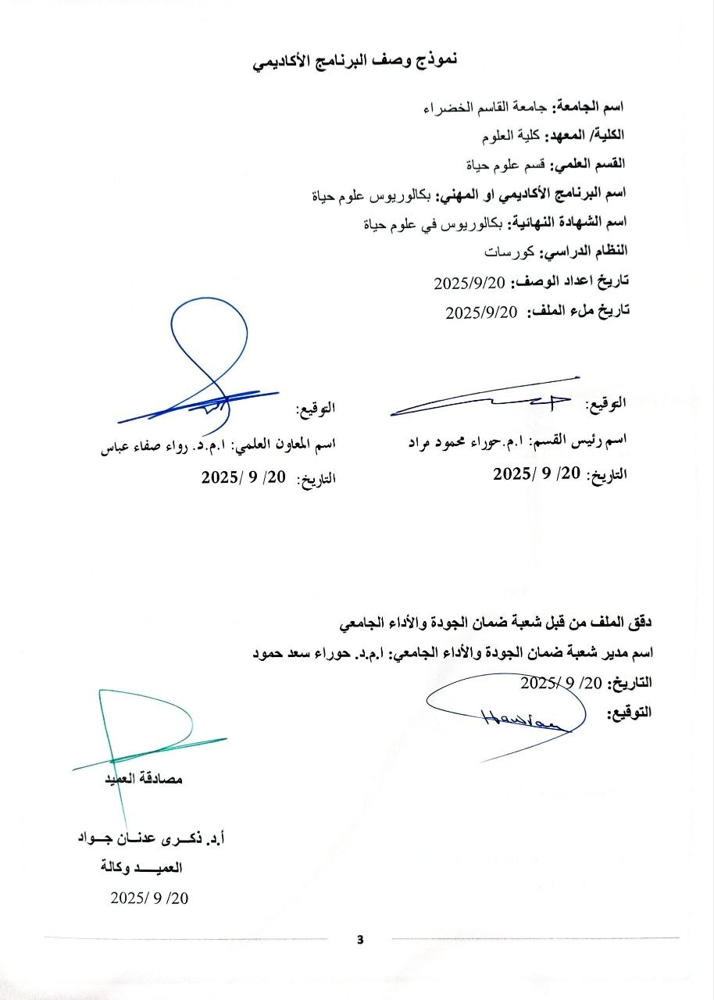 نموذج وصف البرنامج الأكاديمي
اسم الجامعة: جامعة القاسم الخضراء
الكلية/ المعهد: كلية العلوم
القسم العلمي: قسم علوم حياة
اسم البرنامج الأكاديمي او المهني: بكالوريوس علوم حياة
اسم الشهادة النهائية: بكالوريوس في علوم حياة
النظام الدراسي: كورسات
تاريخ اعداد الوصف: 2025/9/20
تاريخ ملء الملف: 2025/9/20
التوقيع:
اسم رئيس القسم: ا.م.حوراء محمود مراد
التاريخ: 20/ 9 /2025
التوقيع:
اسم المعاون العلمي: ا.م.د. رواء صفاء عباس
التاريخ: 20/ 9 /2025
دقق الملف من قبل شعبة ضمان الجودة والأداء الجامعي
اسم مدير شعبة ضمان الجودة والأداء الجامعي: ا.م.د. حوراء سعد حمود
التاريخ: 20/ 9 /2025
التوقيع:
مصادقة العميد
أ.د. ذكـــرى عدنـــان جـــواد
العميـــــد وكالة
20/ 9 /2025
3